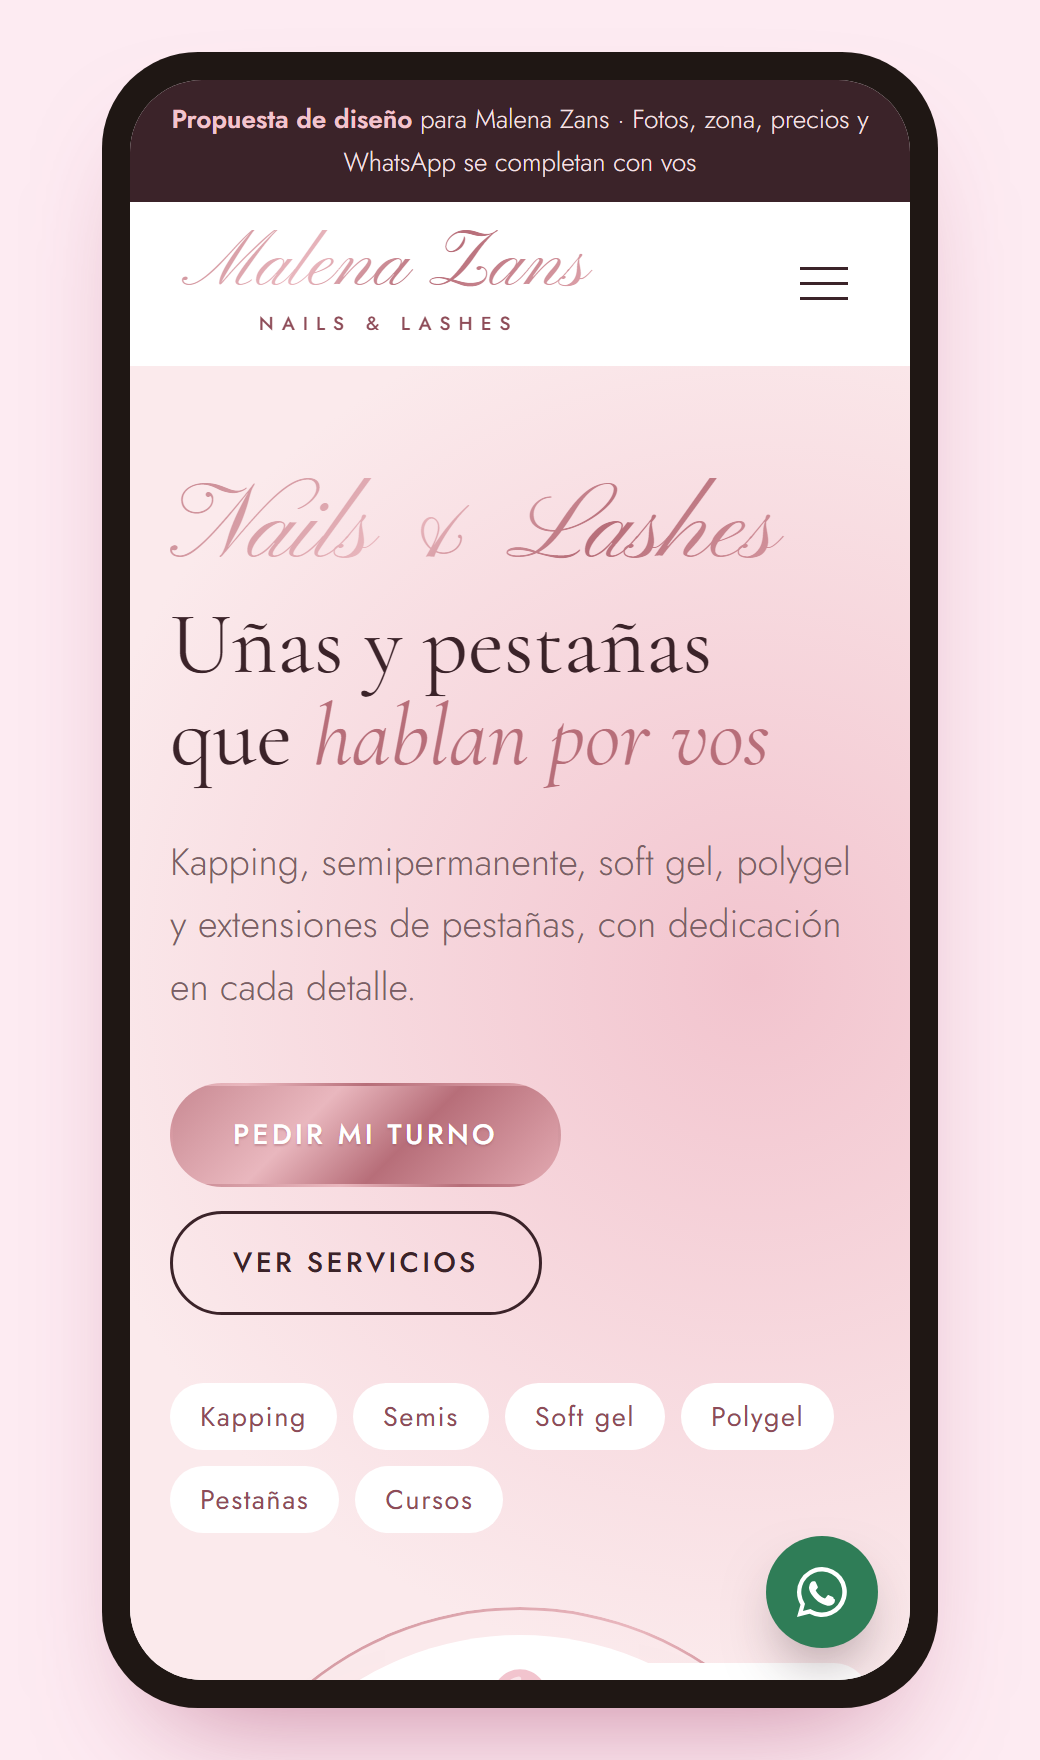 Propuesta de diseño para Malena Zans · Fotos, zona, precios y
WhatsApp se completan con vos
Malena Zans
NAILS & LASHES
Nails & Lashes
Uñas y pestañas
que hablan por vos
Kapping, semipermanente, soft gel, polygel
y extensiones de pestañas, con dedicación
en cada detalle.
PEDIR MI TURNO
VER SERVICIOS
Kapping Semis Soft gel Polygel
Pestañas Cursos